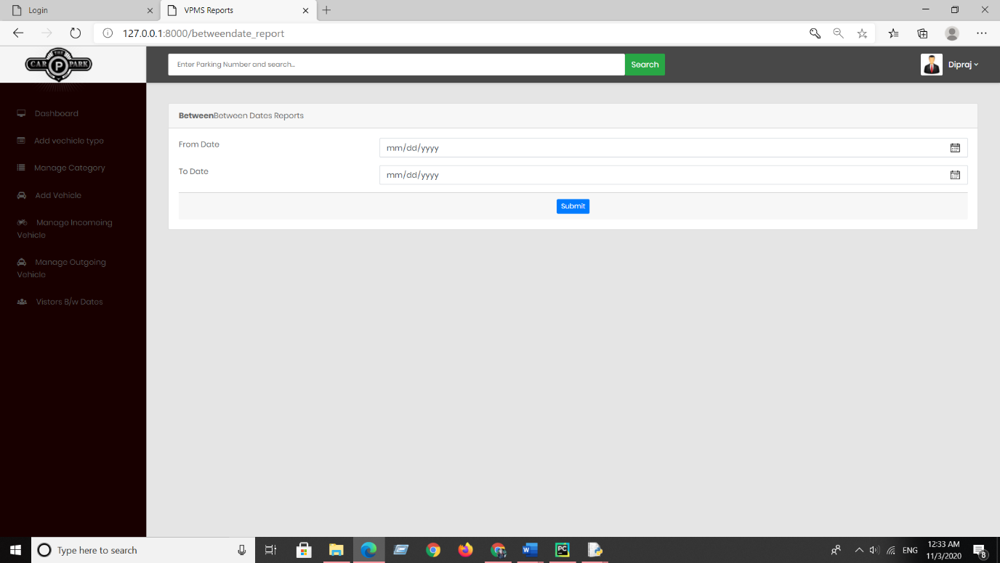 Login
VPMS Reports
127.0.0.1:8000/betweendate_report
THE
CAR P PARK
Enter Parking Number and search...
Search
Dipraj
Dashboard
Add vechicle type
Manage Category
Add Vehicle
Manage Incomeing
Vehicle
Manage Outgoing
Vehicle
Vistors B/w Dates
BetweenBetween Dates Reports
From Date
mm/dd/yyyy
To Date
mm/dd/yyyy
Submit
Type here to search
W
PC
ENG
12:33 AM
11/3/2020
8